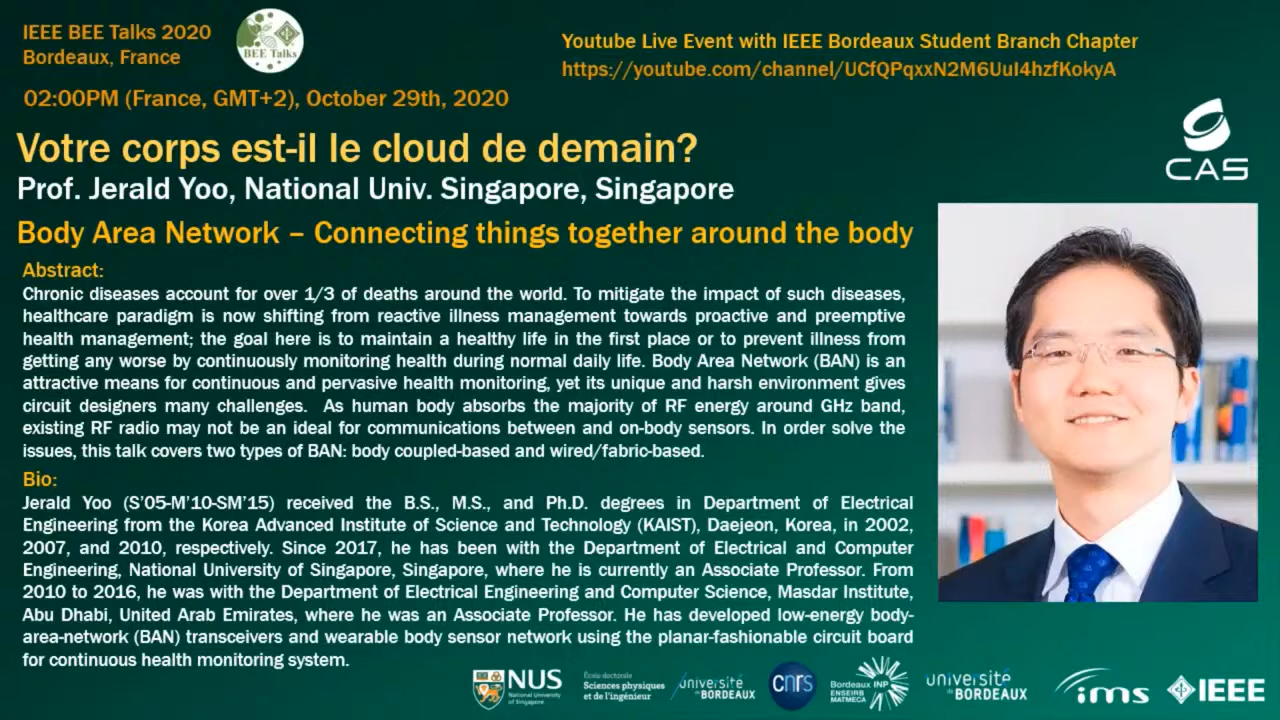 IEEE BEE Talks 2020
Bordeaux, France
BEE Talks
Youtube Live Event with IEEE Bordeaux Student Branch Chapter
https://youtube.com/channel/UCfQPqxxN2M6UuI4hzfKokyA
02:00PM (France, GMT+2), October 29th, 2020
Votre corps est-il le cloud de demain?
Prof. Jerald Yoo, National Univ. Singapore, Singapore
CAS
Body Area Network – Connecting things together around the body
Abstract:
Chronic diseases account for over 1/3 of deaths around the world. To mitigate the impact of such diseases,
healthcare paradigm is now shifting from reactive illness management towards proactive and preemptive
health management; the goal here is to maintain a healthy life in the first place or to prevent illness from
getting any worse by continuously monitoring health during normal daily life. Body Area Network (BAN) is an
attractive means for continuous and pervasive health monitoring, yet its unique and harsh environment gives
circuit designers many challenges. As human body absorbs the majority of RF energy around GHz band,
existing RF radio may not be an ideal for communications between and on-body sensors. In order solve the
issues, this talk covers two types of BAN: body coupled-based and wired/fabric-based.
Bio:
Jerald Yoo (S'05-M'10-SM'15) received the B.S., M.S., and Ph.D. degrees in Department of Electrical
Engineering from the Korea Advanced Institute of Science and Technology (KAIST), Daejeon, Korea, in 2002,
2007, and 2010, respectively. Since 2017, he has been with the Department of Electrical and Computer
Engineering, National University of Singapore, Singapore, where he is currently an Associate Professor. From
2010 to 2016, he was with the Department of Electrical Engineering and Computer Science, Masdar Institute,
Abu Dhabi, United Arab Emirates, where he was an Associate Professor. He has developed low-energy body-
area-network (BAN) transceivers and wearable body sensor network using the planar-fashionable circuit board
for continuous health monitoring system.
NUS
National University
of Singapore
École doctorale
Sciences physiques
et de l'ingénieur
université
de BORDEAUX
cnrs
Bordeaux INP
ENSEIRB
MATMECA
université
de BORDEAUX
ims
IEEE